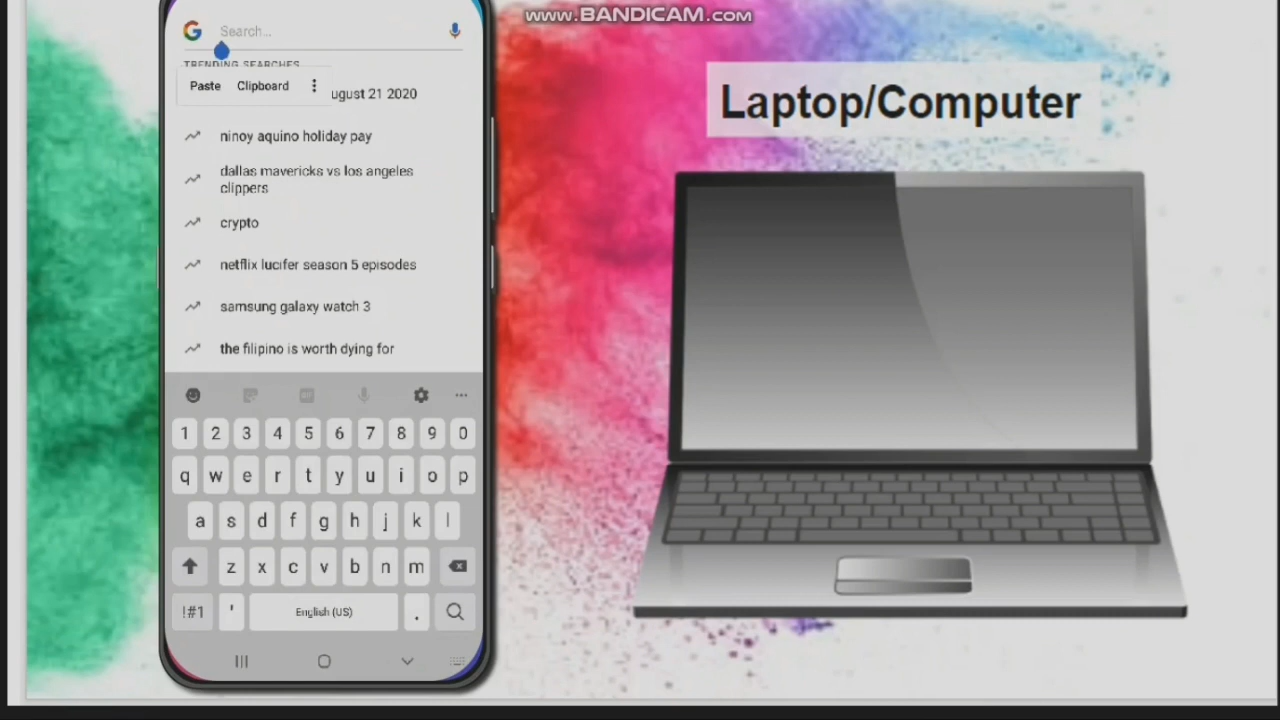 www.BANDICAM.com
Search...
TRENDING SEARCHES
Paste Clipboard
ugust 21 2020
ninoy aquino holiday pay
dallas mavericks vs los angeles
clippers
crypto
netflix lucifer season 5 episodes
samsung galaxy watch 3
the filipino is worth dying for
GIF
1 2 3 4 5 6 7 8 9 0
q w e r t y u i o p
a s d f g h j k l
z x c v b n m
!#1 ' English (US) .
Laptop/Computer